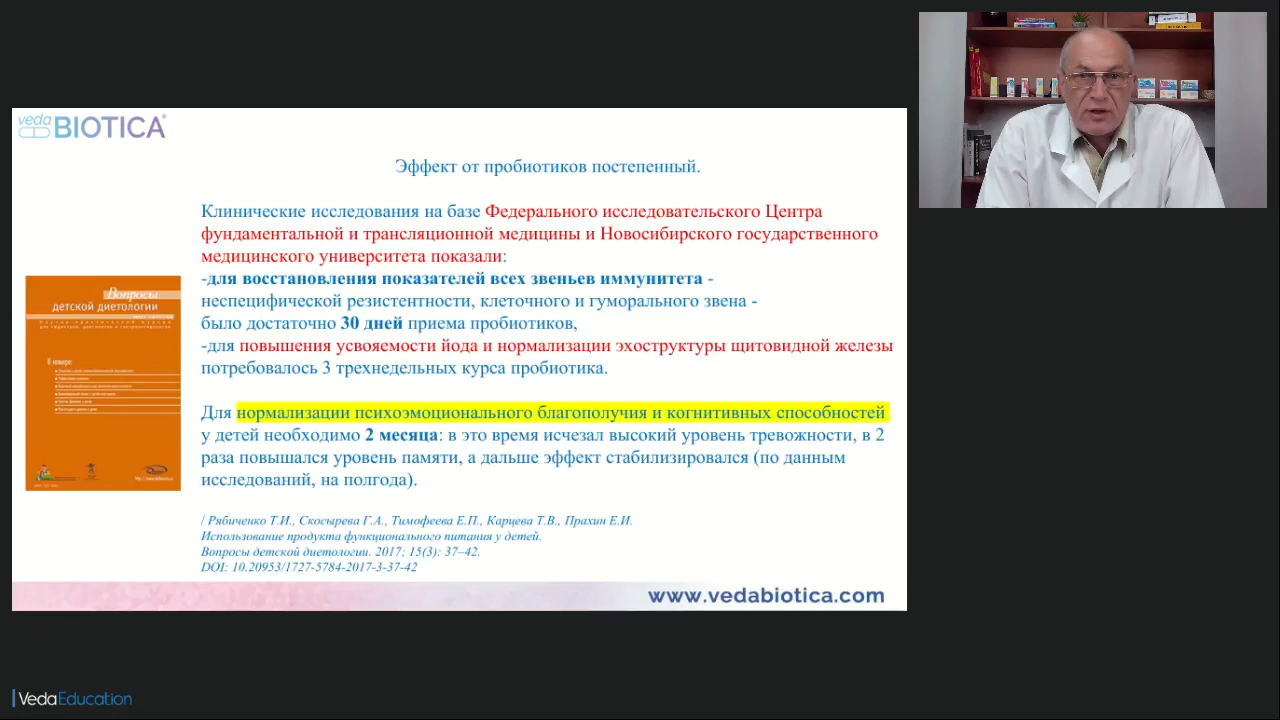 veda
BIOTICA®
Эффект от пробиотиков постепенный.
Клинические исследования на базе Федерального исследовательского Центра
фундаментальной и трансляционной медицины и Новосибирского государственного
медицинского университета показали:
-для восстановления показателей всех звеньев иммунитета -
неспецифической резистентности, клеточного и гуморального звена -
было достаточно 30 дней приема пробиотиков,
-для повышения усвояемости йода и нормализации эхоструктуры щитовидной железы
потребовалось 3 трехнедельных курса пробиотика.
Для нормализации психоэмоционального благополучия и когнитивных способностей
у детей необходимо 2 месяца: в это время исчезал высокий уровень тревожности, в 2
раза повышался уровень памяти, а дальше эффект стабилизировался (по данным
исследований, на полгода).
/ Рябиченко Т.И., Скосырева Г.А., Тимофеева Е.П., Карцева Т.В., Прахин Е.И.
Использование продукта функционального питания у детей.
Вопросы детской диетологии. 2017; 15(3): 37–42.
DOI: 10.20953/1727-5784-2017-3-37-42
Вопросы
детской диетологии
В номере:
www.vedabiotica.com
VedaEducation